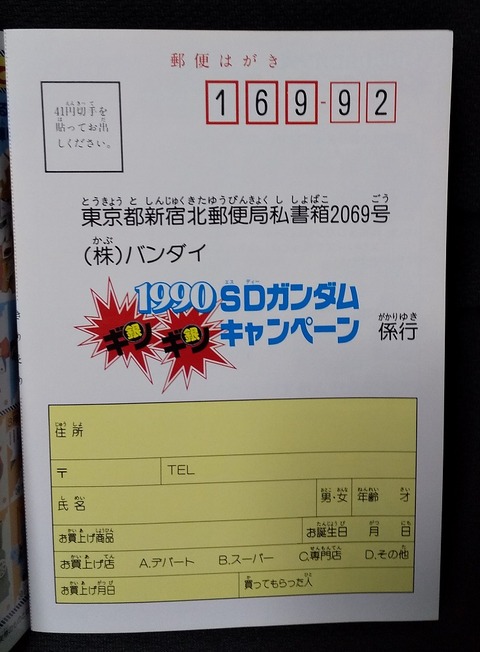 郵便はがき
41円切手を
貼ってお出
しください。
169-92
東京都新宿北郵便局私書箱2069号
(株)バンダイ
1990 SDガンダム
ギン銀 ギン銀 キャンペーン 係行
住所
〒 TEL
氏名 男・女 年齢 才
お買上げ商品 お誕生日 月 日
お買上げ店 A.デパート B.スーパー C.専門店 D.その他
お買上げ月日 買ってもらった人